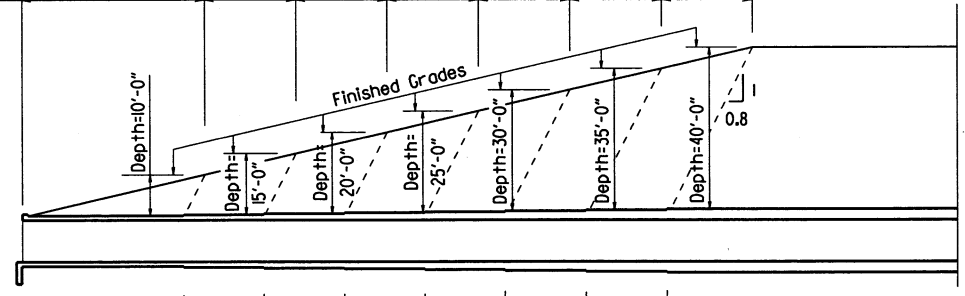 Finished Grades
Depth=10'-0"
Depth=
15'-0"
Depth=
20'-0"
Depth=
25'-0"
Depth=30'-0"
Depth=35'-0"
Depth=40'-0"
1
0.8